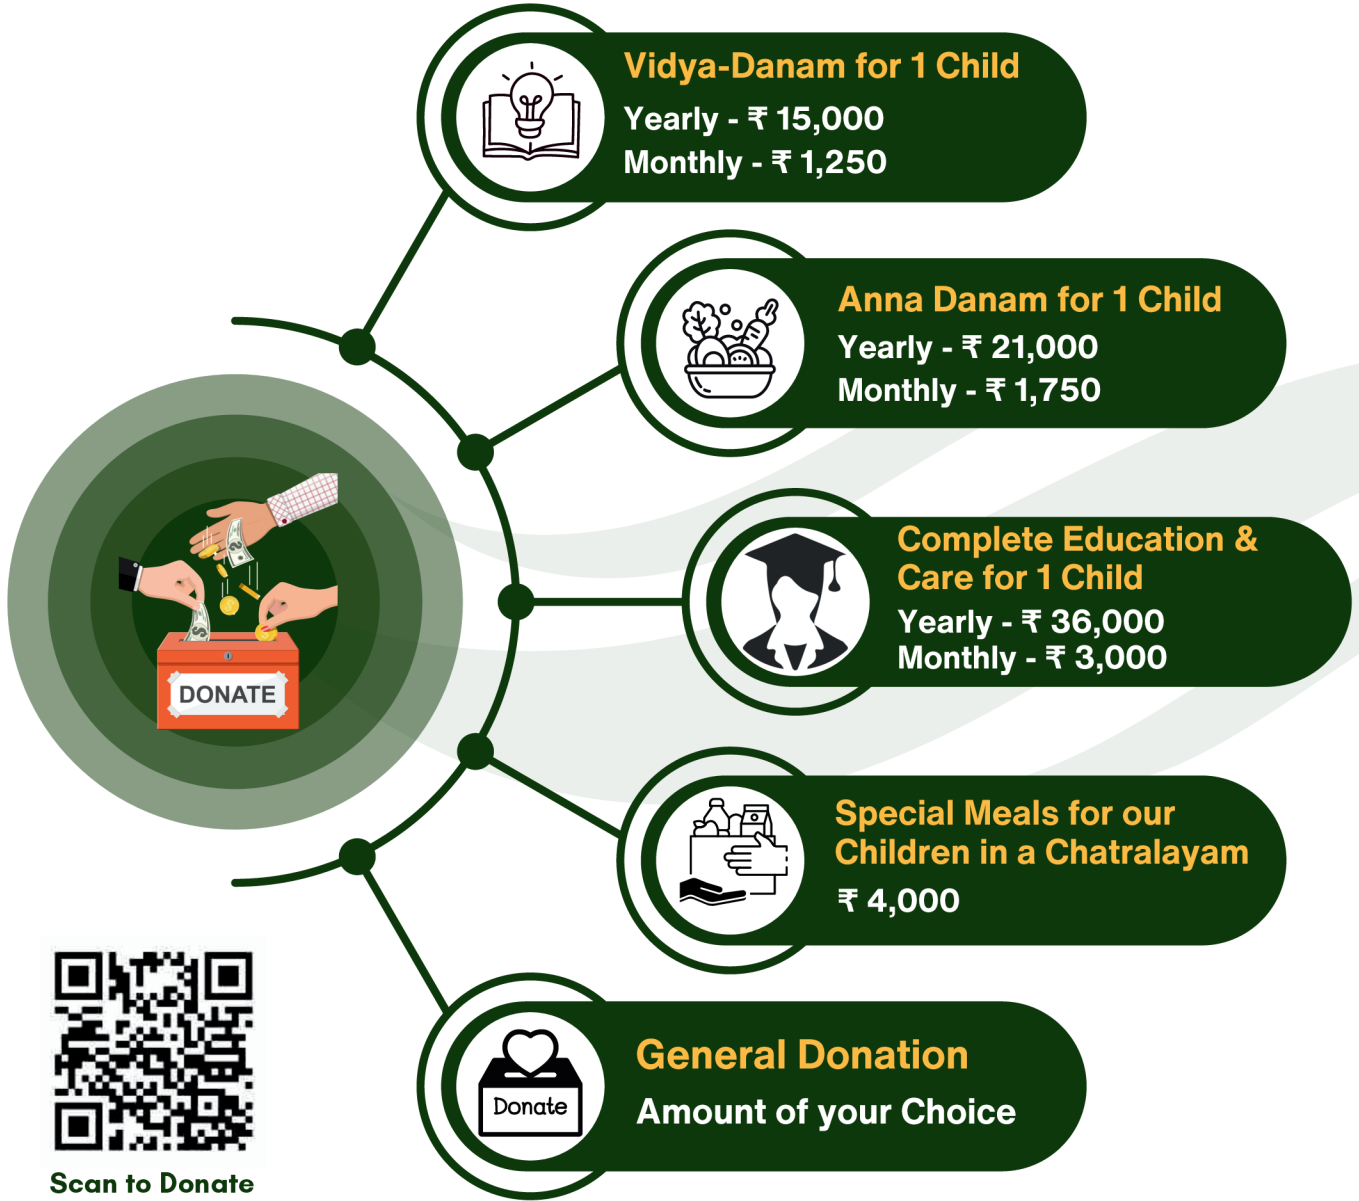 Vidya-Danam for 1 Child
Yearly - ₹ 15,000
Monthly - ₹ 1,250
Anna Danam for 1 Child
Yearly - ₹ 21,000
Monthly - ₹ 1,750
Complete Education &
Care for 1 Child
Yearly - ₹ 36,000
Monthly - ₹ 3,000
DONATE
Special Meals for our
Children in a Chatralayam
₹ 4,000
General Donation
Amount of your Choice
Donate
Scan to Donate